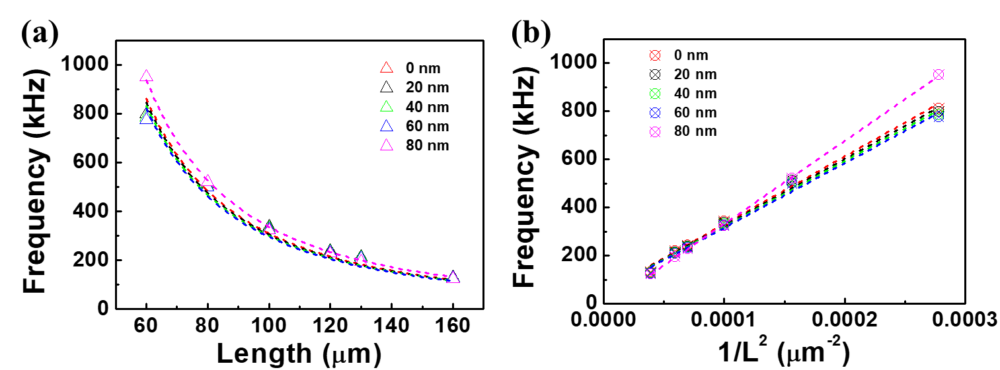 (a)
Frequency (kHz)
1000
800
600
400
200
0
60 80 100 120 140 160
Length (μm)
0 nm
20 nm
40 nm
60 nm
80 nm
(b)
Frequency (kHz)
1000
800
600
400
200
0
0.0000 0.0001 0.0002 0.0003
1/L² (μm⁻²)
0 nm
20 nm
40 nm
60 nm
80 nm